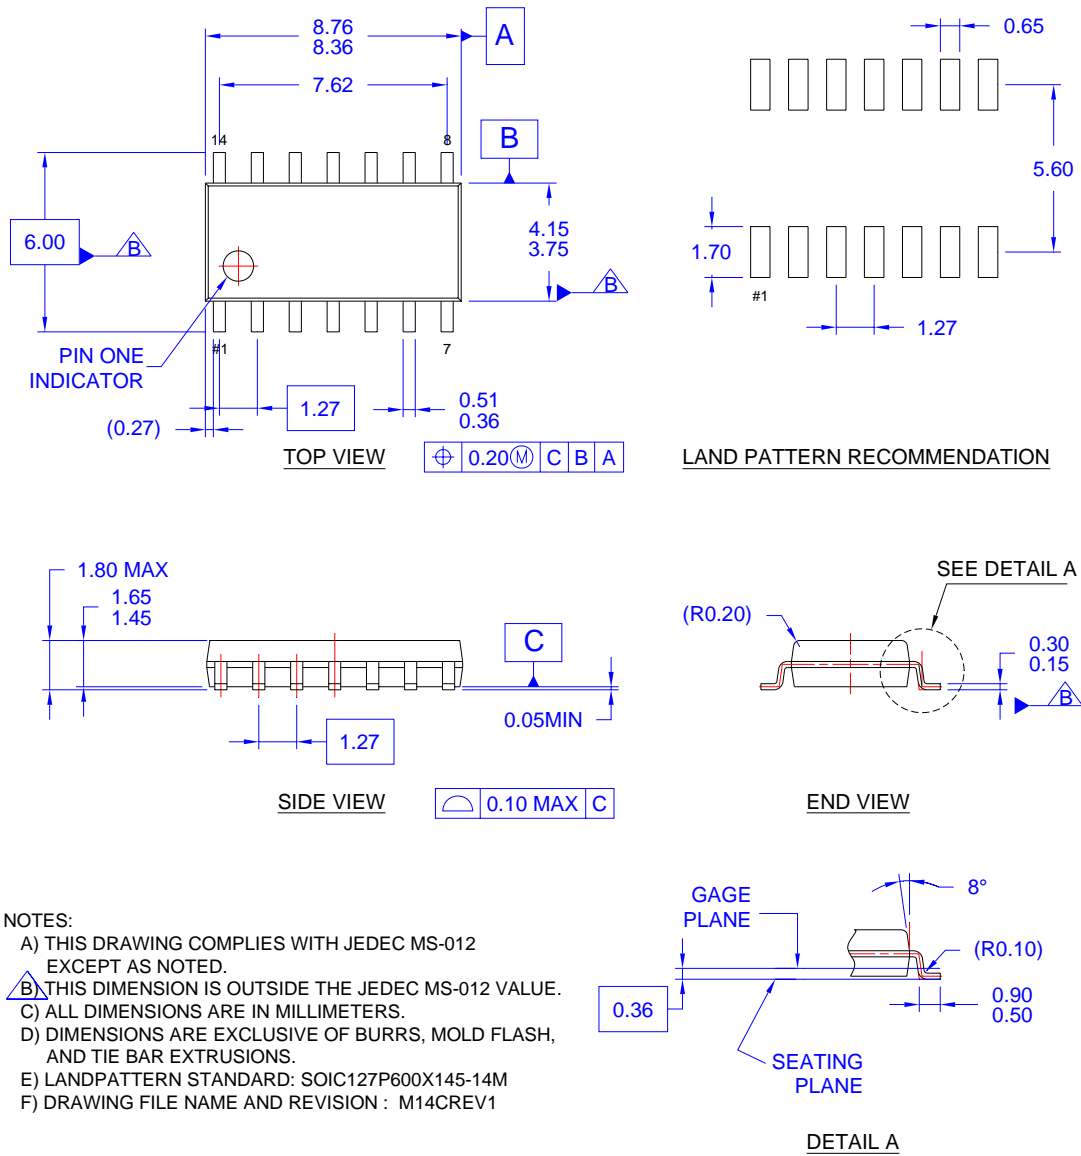 8.76
8.36
A
7.62
14
8
B
6.00
B
4.15
3.75
B
#1
7
PIN ONE
INDICATOR
1.27
0.51
0.36
(0.27)
TOP VIEW
⌖ 0.20Ⓜ C B A
0.65
5.60
1.70
#1
1.27
LAND PATTERN RECOMMENDATION
1.80 MAX
1.65
1.45
C
0.05MIN
1.27
SIDE VIEW
⌓ 0.10 MAX C
SEE DETAIL A
(R0.20)
0.30
0.15
B
END VIEW
NOTES:
A) THIS DRAWING COMPLIES WITH JEDEC MS-012
EXCEPT AS NOTED.
B) THIS DIMENSION IS OUTSIDE THE JEDEC MS-012 VALUE.
C) ALL DIMENSIONS ARE IN MILLIMETERS.
D) DIMENSIONS ARE EXCLUSIVE OF BURRS, MOLD FLASH,
AND TIE BAR EXTRUSIONS.
E) LANDPATTERN STANDARD: SOIC127P600X145-14M
F) DRAWING FILE NAME AND REVISION : M14CREV1
8°
GAGE
PLANE
(R0.10)
0.36
0.90
0.50
SEATING
PLANE
DETAIL A